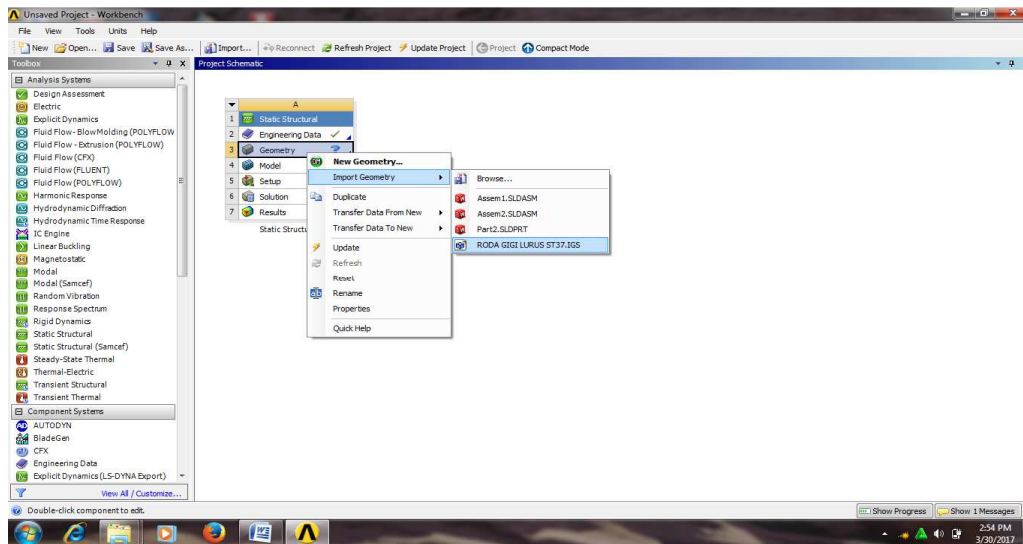 Unsaved Project - Workbench
File View Tools Units Help
New Open... Save Save As... Import... Reconnect Refresh Project Update Project Project Compact Mode
Toolbox
Project Schematic
Analysis Systems
Design Assessment
Electric
Explicit Dynamics
Fluid Flow- BlowMolding (POLYFLOW
Fluid Flow - Extrusion (POLYFLOW)
Fluid Flow (CFX)
Fluid Flow (FLUENT)
Fluid Flow (POLYFLOW)
Harmonic Response
Hydrodynamic Diffraction
Hydrodynamic Time Response
IC Engine
Linear Buckling
Magnetostatic
Modal
Modal (Samcef)
Random Vibration
Response Spectrum
Rigid Dynamics
Static Structural
Static Structural (Samcef)
Steady-State Thermal
Thermal-Electric
Transient Structural
Transient Thermal
Component Systems
AUTODYN
BladeGen
CFX
Engineering Data
Explicit Dynamics (LS-DYNA Export)
View All / Customize...
A
1 Static Structural
2 Engineering Data
3 Geometry ?
4 Model
5 Setup
6 Solution
7 Results
Static Structu
New Geometry...
Import Geometry
Duplicate
Transfer Data From New
Transfer Data To New
Update
Refresh
Reset
Rename
Properties
Quick Help
Browse...
Assem1.SLDASM
Assem2.SLDASM
Part2.SLDPRT
RODA GIGI LURUS ST37.IGS
Double-click component to edit.
Show Progress Show 1 Messages
2:54 PM
3/30/2017